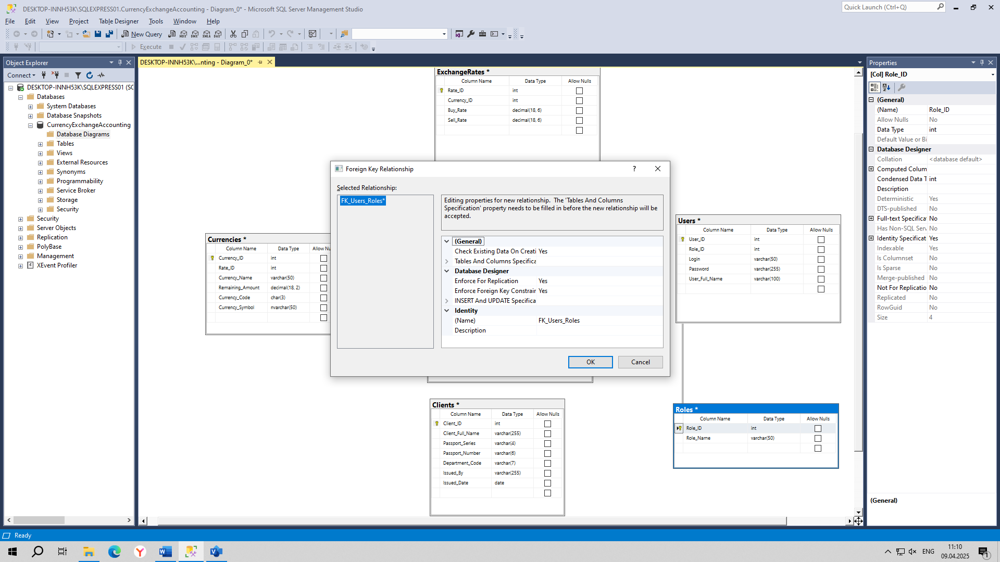 DESKTOP-INNH53K\SQLEXPRESS01.CurrencyExchangeAccounting - Diagram_0* - Microsoft SQL Server Management Studio
Quick Launch (Ctrl+Q)
File Edit View Project Table Designer Tools Window Help
New Query
Execute
Object Explorer
Connect
DESKTOP-INNH53K\SQLEXPRESS01 (SQ
Databases
System Databases
Database Snapshots
CurrencyExchangeAccounting
Database Diagrams
Tables
Views
External Resources
Synonyms
Programmability
Service Broker
Storage
Security
Security
Server Objects
Replication
PolyBase
Management
XEvent Profiler
DESKTOP-INNH53K\...nting - Diagram_0*
ExchangeRates *
Column Name Data Type Allow Nulls
Rate_ID int
Currency_ID int
Buy_Rate decimal(18, 6)
Sell_Rate decimal(18, 6)
Currencies *
Column Name Data Type Allow Nu
Currency_ID int
Rate_ID int
Currency_Name varchar(50)
Remaining_Amount decimal(18, 2)
Currency_Code char(3)
Currency_Symbol nvarchar(50)
Foreign Key Relationship
?
Selected Relationship:
FK_Users_Roles*
Editing properties for new relationship. The 'Tables And Columns
Specification' property needs to be filled in before the new relationship will be
accepted.
(General)
Check Existing Data On Creati Yes
Tables And Columns Specifica
Database Designer
Enforce For Replication Yes
Enforce Foreign Key Constrair Yes
INSERT And UPDATE Specifica
Identity
(Name) FK_Users_Roles
Description
OK Cancel
Users *
Column Name Data Type Allow Nulls
User_ID int
Role_ID int
Login varchar(50)
Password varchar(255)
User_Full_Name varchar(100)
Clients *
Column Name Data Type Allow Nulls
Client_ID int
Client_Full_Name varchar(255)
Passport_Series varchar(4)
Passport_Number varchar(6)
Department_Code varchar(7)
Issued_By varchar(255)
Issued_Date date
Roles *
Column Name Data Type Allow Nulls
Role_ID int
Role_Name varchar(50)
Properties
[Col] Role_ID
(General)
(Name) Role_ID
Allow Nulls No
Data Type int
Default Value or Bi
Database Designer
Collation <database default>
Computed Colum
Condensed Data T int
Description
Deterministic Yes
DTS-published No
Full-text Specifica No
Has Non-SQL Serv No
Identity Specificat Yes
Indexable Yes
Is Columnset No
Is Sparse No
Merge-published No
Not For Replicatio No
Replicated No
RowGuid No
Size 4
(General)
Ready
ENG
11:10
09.04.2025
1